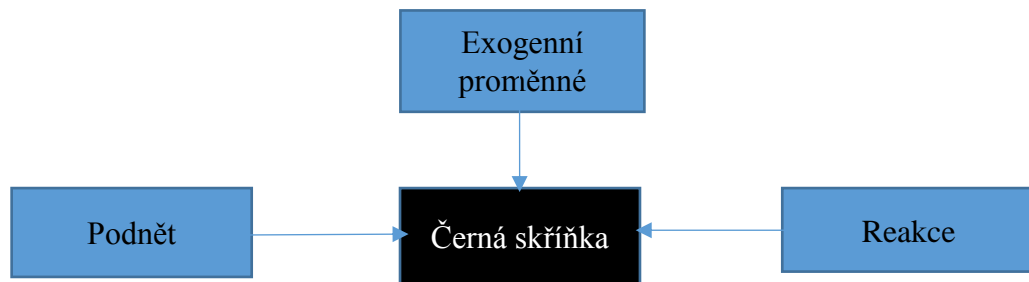 Exogenní
proměnné
Podnět
Černá skříňka
Reakce